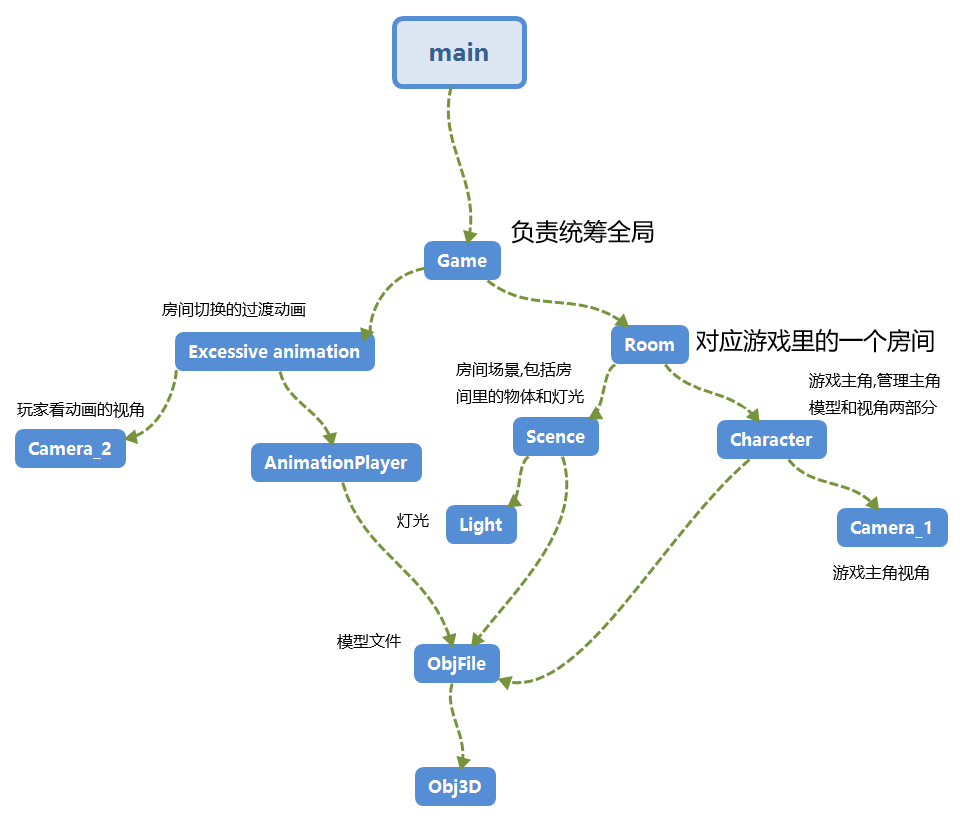 main
负责统筹全局
Game
房间切换的过渡动画
Excessive animation
Room
对应游戏里的一个房间
房间场景,包括房
间里的物体和灯光
游戏主角,管理主角
模型和视角两部分
玩家看动画的视角
Camera_2
Scence
Character
AnimationPlayer
灯光
Light
Camera_1
游戏主角视角
模型文件
ObjFile
Obj3D